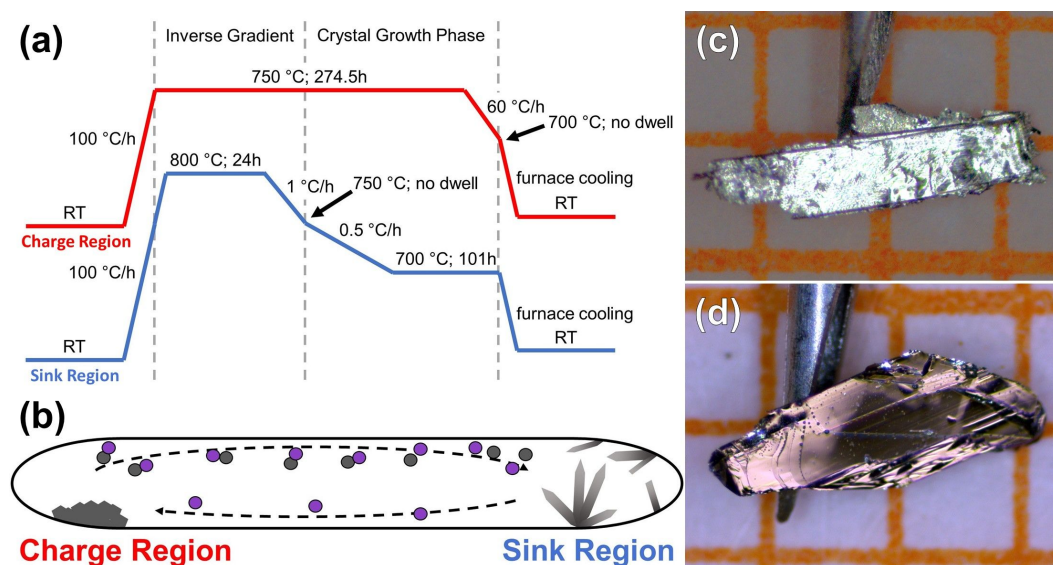 (a)
Inverse Gradient
Crystal Growth Phase
750 °C; 274.5h
100 °C/h
60 °C/h
700 °C; no dwell
800 °C; 24h
1 °C/h
750 °C; no dwell
furnace cooling
RT
RT
Charge Region
0.5 °C/h
100 °C/h
700 °C; 101h
furnace cooling
RT
RT
Sink Region
(b)
Charge Region
Sink Region
(c)
(d)